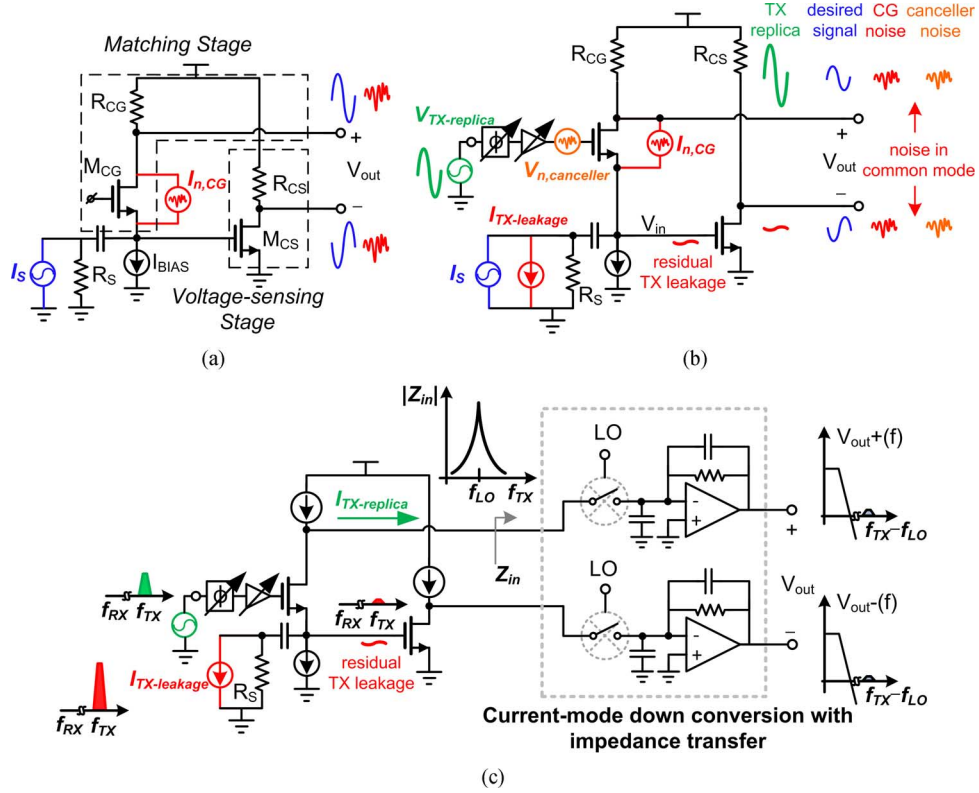 Matching Stage
R_CG
M_CG
I_n,CG
R_CS
+
V_out
−
M_CS
I_S
R_S
I_BIAS
Voltage-sensing
Stage
(a)
TX
replica
desired
signal
CG
noise
canceller
noise
R_CG
R_CS
V_TX-replica
ϕ
V_n,canceller
I_n,CG
+
V_out
−
noise in
common mode
I_TX-leakage
V_in
residual
TX leakage
I_S
R_S
(b)
|Z_in|
f_LO f_TX
I_TX-replica
Z_in
LO
-
+
+
V_out+(f)
f_TX−f_LO
f_RX f_TX
ϕ
f_RX f_TX
residual
TX leakage
I_TX-leakage
R_S
f_RX f_TX
LO
-
+
V_out
−
V_out-(f)
f_TX−f_LO
Current-mode down conversion with
impedance transfer
(c)